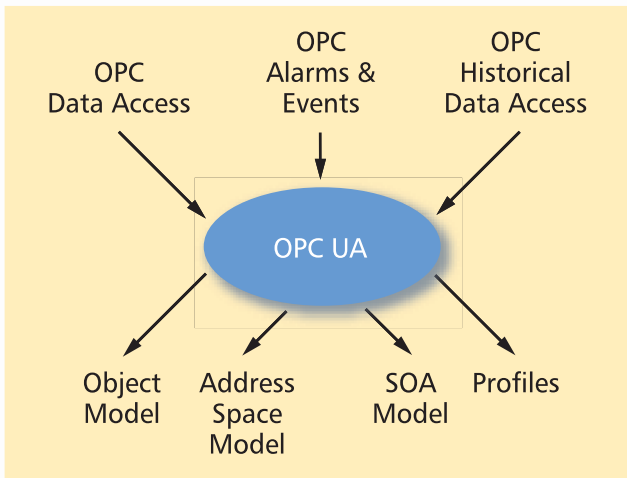 OPC
Data Access
OPC
Alarms &
Events
OPC
Historical
Data Access
OPC UA
Object
Model
Address
Space
Model
SOA
Model
Profiles